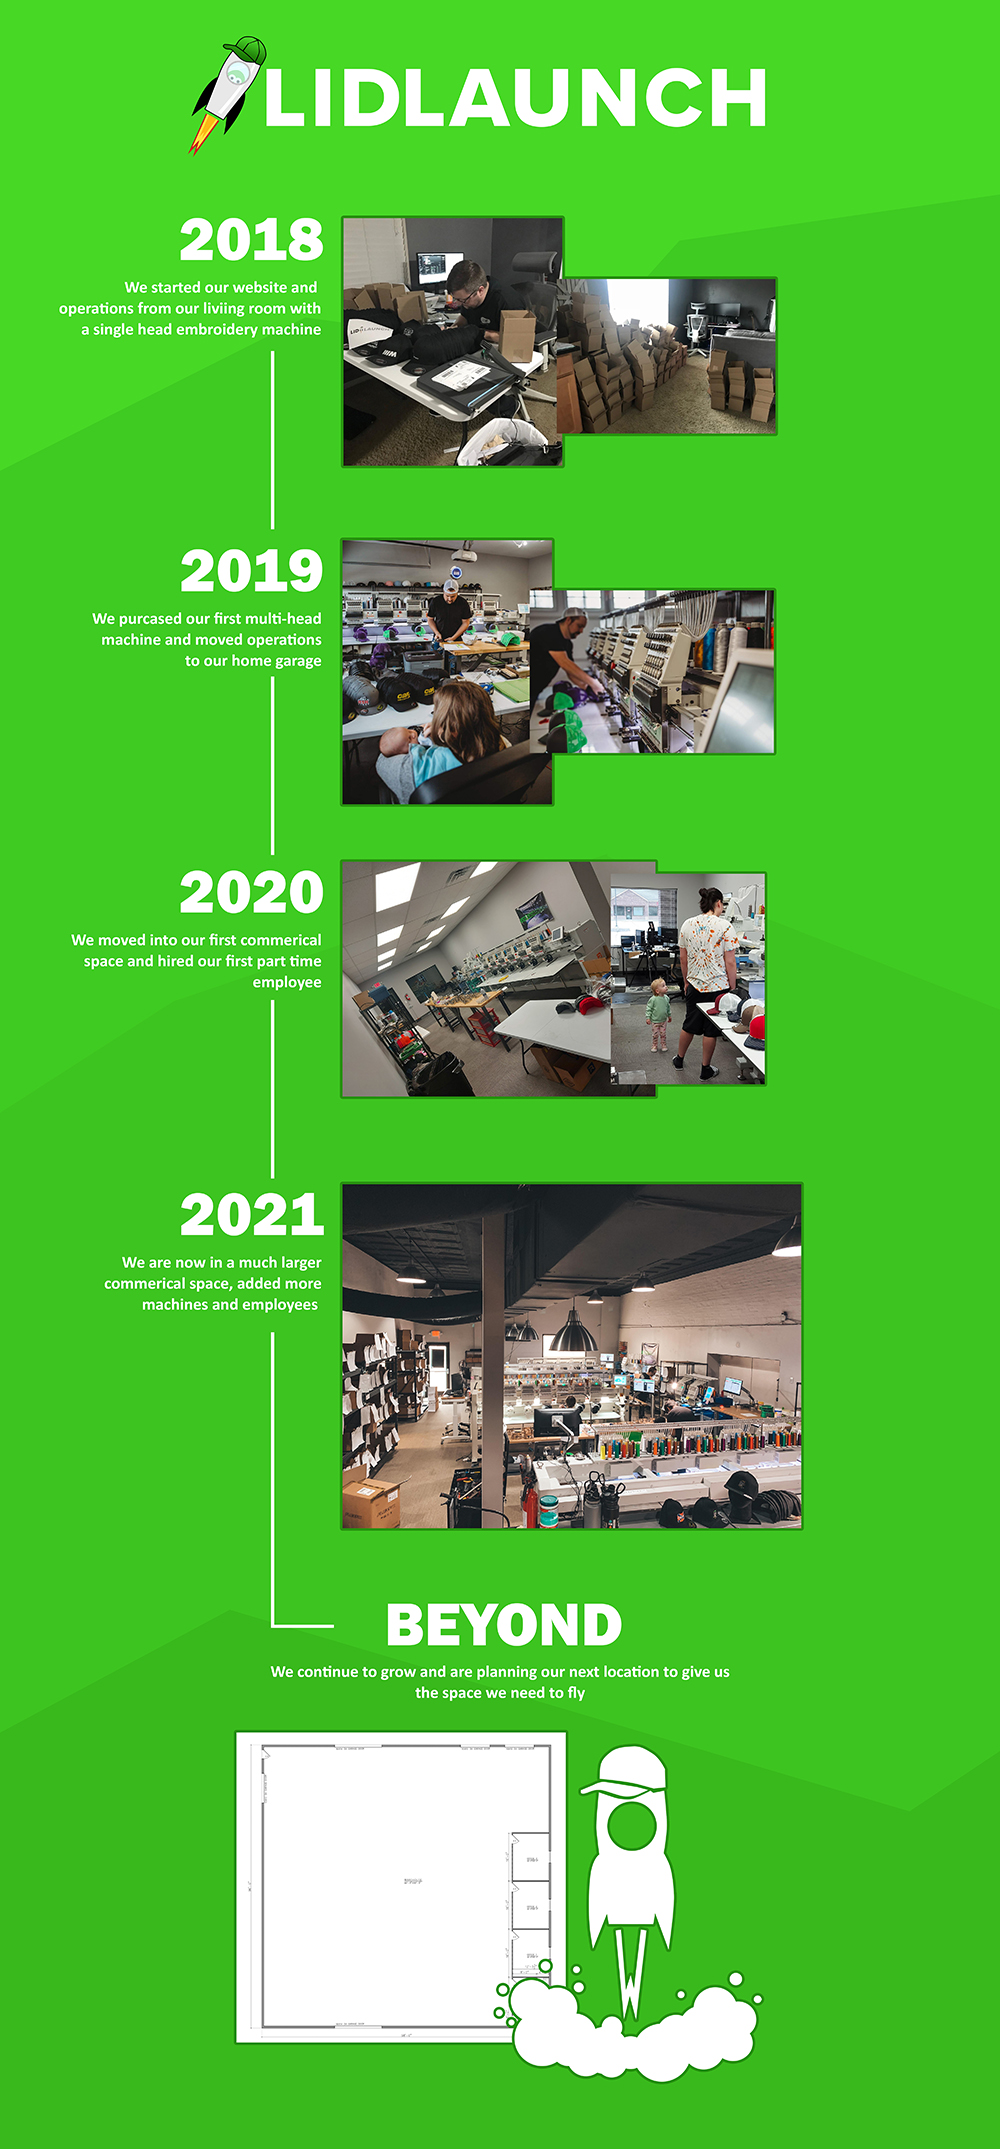 LIDLAUNCH
2018
We started our website and
operations from our liviing room with
a single head embroidery machine
LIDLAUNCH
2019
We purcased our first multi-head
machine and moved operations
to our home garage
CAT
2020
We moved into our first commerical
space and hired our first part time
employee
2021
We are now in a much larger
commerical space, added more
machines and employees
BEYOND
We continue to grow and are planning our next location to give us
the space we need to fly